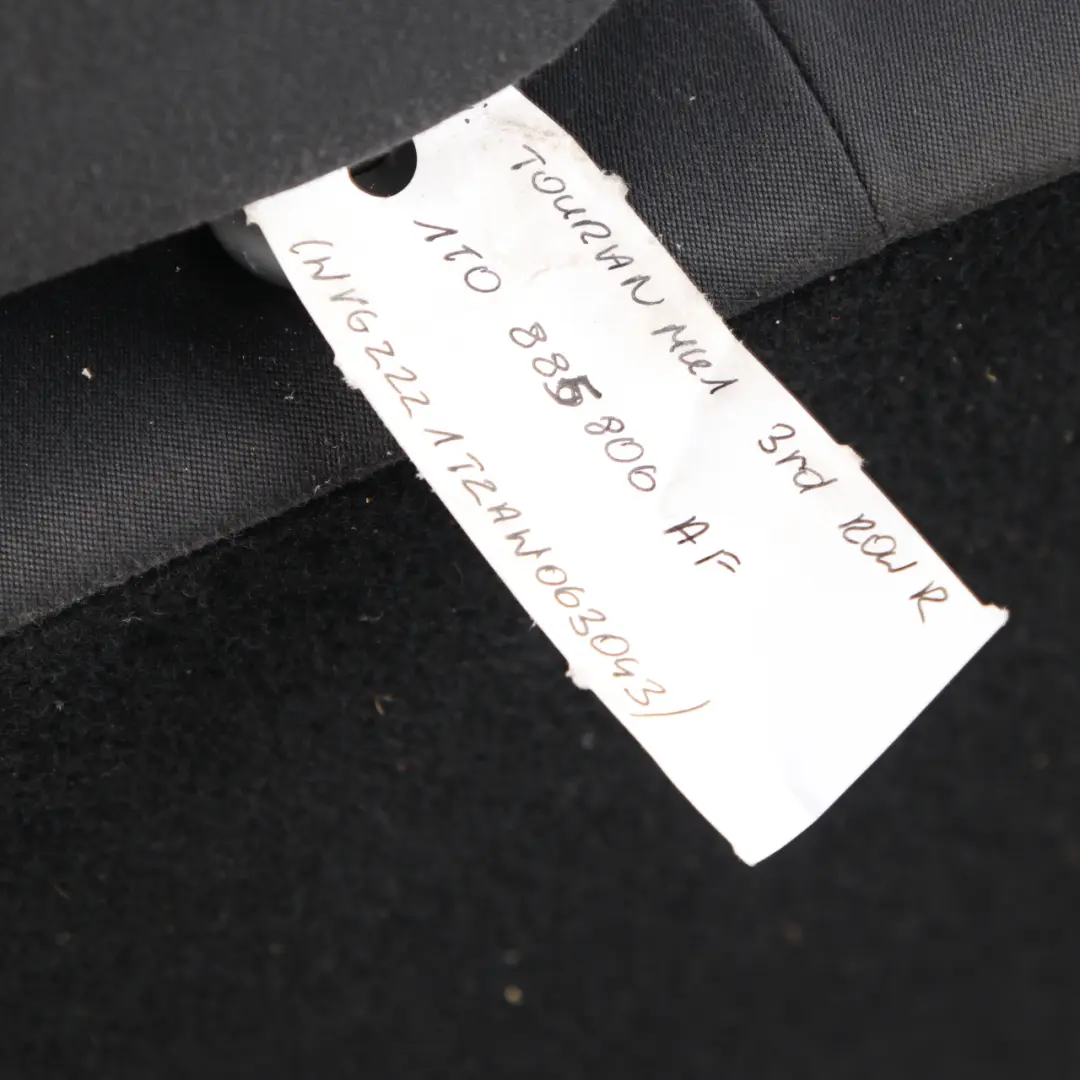 TOURAN MK1 3rd ROW R
1T0 885 806 AF
(WVGZZZ1TZAW063043)